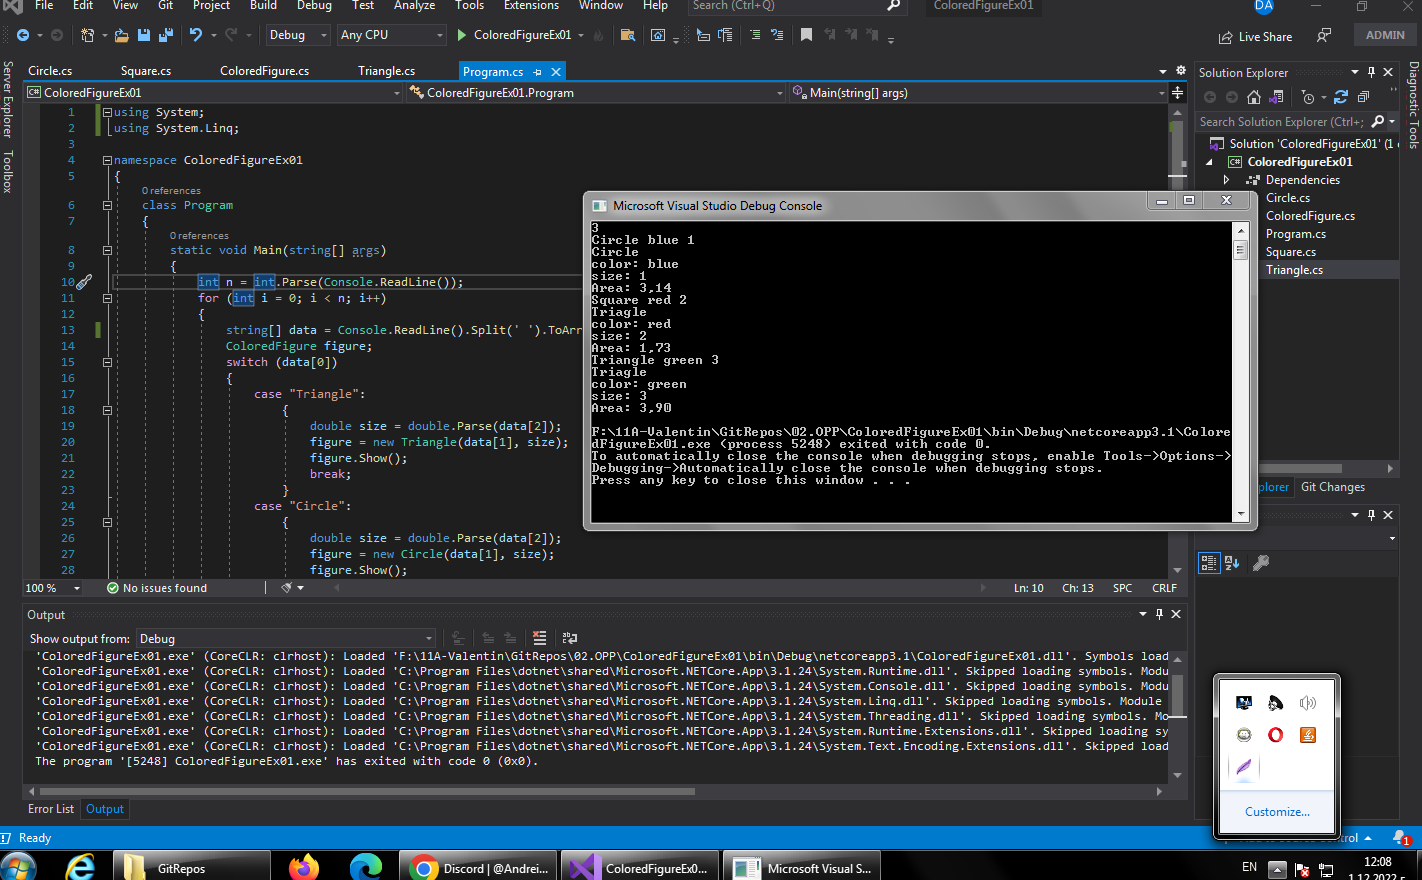 File Edit View Git Project Build Debug Test Analyze Tools Extensions Window Help Search (Ctrl+Q) ColoredFigureEx01 DA
Debug Any CPU ColoredFigureEx01 Live Share ADMIN
Circle.cs Square.cs ColoredFigure.cs Triangle.cs Program.cs
ColoredFigureEx01 ColoredFigureEx01.Program Main(string[] args)
Server Explorer
Toolbox
1 using System;
2 using System.Linq;
3
4 namespace ColoredFigureEx01
5 {
0 references
6 class Program
7 {
0 references
8 static void Main(string[] args)
9 {
10 int n = int.Parse(Console.ReadLine());
11 for (int i = 0; i < n; i++)
12 {
13 string[] data = Console.ReadLine().Split(' ').ToArr
14 ColoredFigure figure;
15 switch (data[0])
16 {
17 case "Triangle":
18 {
19 double size = double.Parse(data[2]);
20 figure = new Triangle(data[1], size);
21 figure.Show();
22 break;
23 }
24 case "Circle":
25 {
26 double size = double.Parse(data[2]);
27 figure = new Circle(data[1], size);
28 figure.Show();
100 % No issues found Ln: 10 Ch: 13 SPC CRLF
Microsoft Visual Studio Debug Console
3
Circle blue 1
Circle
color: blue
size: 1
Area: 3,14
Square red 2
Triagle
color: red
size: 2
Area: 1,73
Triangle green 3
Triagle
color: green
size: 3
Area: 3,90
F:\11A-Valentin\GitRepos\02.OPP\ColoredFigureEx01\bin\Debug\netcoreapp3.1\Colore
dFigureEx01.exe (process 5248) exited with code 0.
To automatically close the console when debugging stops, enable Tools->Options->
Debugging->Automatically close the console when debugging stops.
Press any key to close this window . . .
Solution Explorer
Search Solution Explorer (Ctrl+;
Solution 'ColoredFigureEx01' (1
ColoredFigureEx01
Dependencies
Circle.cs
ColoredFigure.cs
Program.cs
Square.cs
Triangle.cs
plorer Git Changes
Diagnostic Tools
Output
Show output from: Debug
'ColoredFigureEx01.exe' (CoreCLR: clrhost): Loaded 'F:\11A-Valentin\GitRepos\02.OPP\ColoredFigureEx01\bin\Debug\netcoreapp3.1\ColoredFigureEx01.dll'. Symbols load
'ColoredFigureEx01.exe' (CoreCLR: clrhost): Loaded 'C:\Program Files\dotnet\shared\Microsoft.NETCore.App\3.1.24\System.Runtime.dll'. Skipped loading symbols. Modu
'ColoredFigureEx01.exe' (CoreCLR: clrhost): Loaded 'C:\Program Files\dotnet\shared\Microsoft.NETCore.App\3.1.24\System.Console.dll'. Skipped loading symbols. Modu
'ColoredFigureEx01.exe' (CoreCLR: clrhost): Loaded 'C:\Program Files\dotnet\shared\Microsoft.NETCore.App\3.1.24\System.Linq.dll'. Skipped loading symbols. Module
'ColoredFigureEx01.exe' (CoreCLR: clrhost): Loaded 'C:\Program Files\dotnet\shared\Microsoft.NETCore.App\3.1.24\System.Threading.dll'. Skipped loading symbols. Mo
'ColoredFigureEx01.exe' (CoreCLR: clrhost): Loaded 'C:\Program Files\dotnet\shared\Microsoft.NETCore.App\3.1.24\System.Runtime.Extensions.dll'. Skipped loading sy
'ColoredFigureEx01.exe' (CoreCLR: clrhost): Loaded 'C:\Program Files\dotnet\shared\Microsoft.NETCore.App\3.1.24\System.Text.Encoding.Extensions.dll'. Skipped load
The program '[5248] ColoredFigureEx01.exe' has exited with code 0 (0x0).
Error List Output
Customize...
Ready 1
GitRepos Discord | @Andrei... ColoredFigureEx0... Microsoft Visual S... EN 12:08
1.12.2022 г.